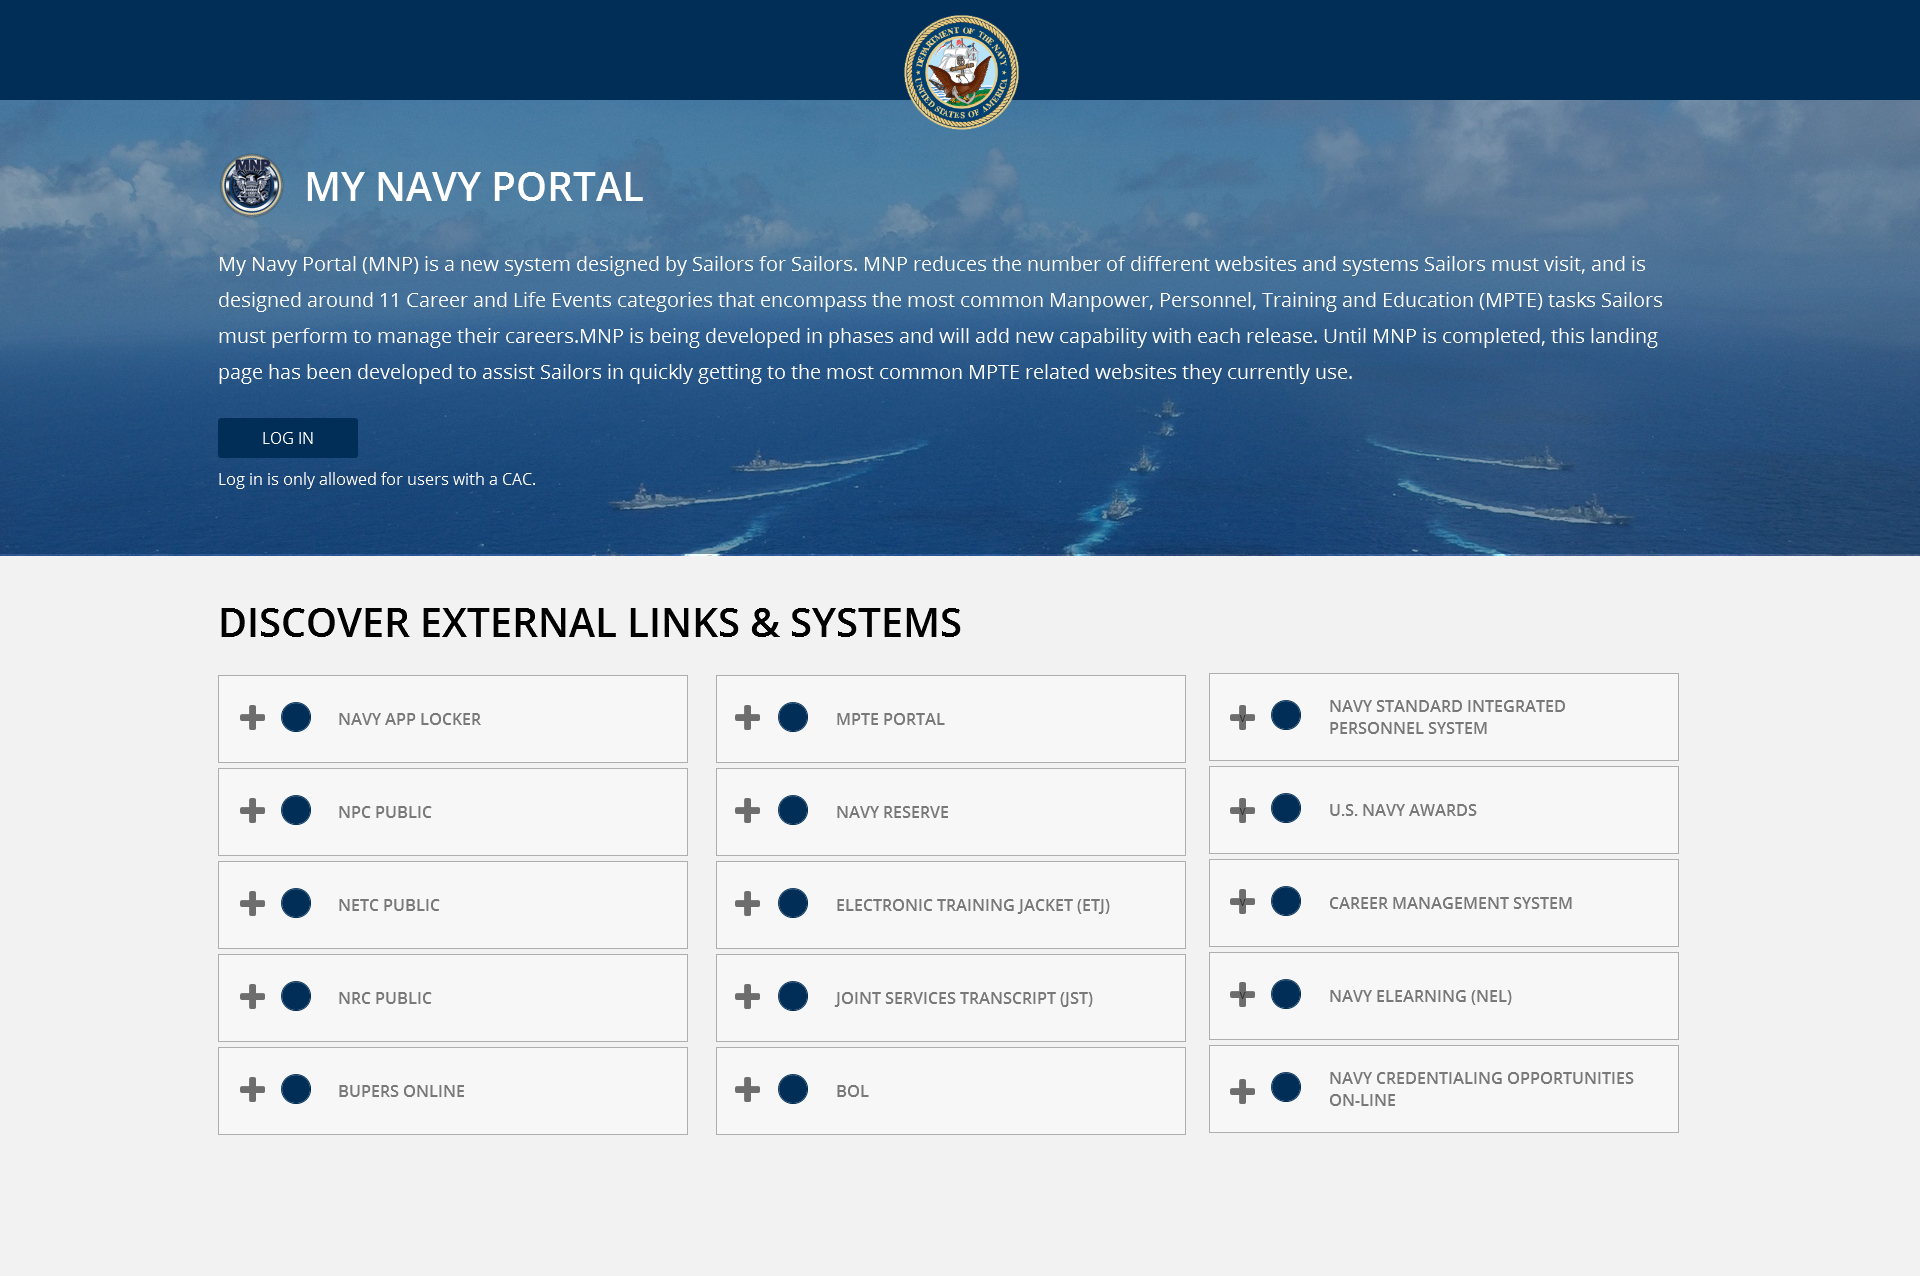 DEPARTMENT OF THE NAVY
UNITED STATES OF AMERICA
MNP
MY NAVY PORTAL
My Navy Portal (MNP) is a new system designed by Sailors for Sailors. MNP reduces the number of different websites and systems Sailors must visit, and is
designed around 11 Career and Life Events categories that encompass the most common Manpower, Personnel, Training and Education (MPTE) tasks Sailors
must perform to manage their careers.MNP is being developed in phases and will add new capability with each release. Until MNP is completed, this landing
page has been developed to assist Sailors in quickly getting to the most common MPTE related websites they currently use.
LOG IN
Log in is only allowed for users with a CAC.
DISCOVER EXTERNAL LINKS & SYSTEMS
NAVY APP LOCKER
NPC PUBLIC
NETC PUBLIC
NRC PUBLIC
BUPERS ONLINE
MPTE PORTAL
NAVY RESERVE
ELECTRONIC TRAINING JACKET (ETJ)
JOINT SERVICES TRANSCRIPT (JST)
BOL
NAVY STANDARD INTEGRATED
PERSONNEL SYSTEM
U.S. NAVY AWARDS
CAREER MANAGEMENT SYSTEM
NAVY ELEARNING (NEL)
NAVY CREDENTIALING OPPORTUNITIES
ON-LINE